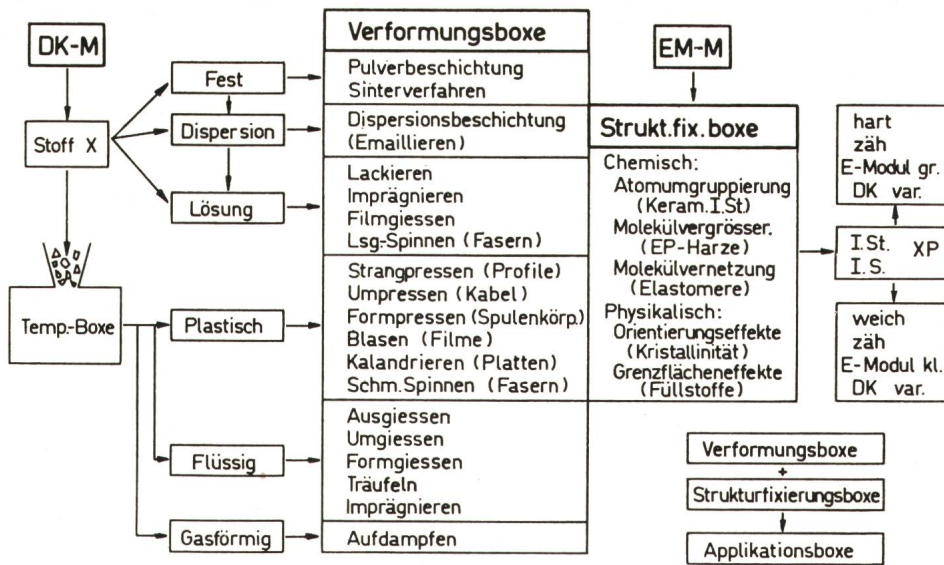 DK-M
Stoff X
Temp.-Boxe
Fest
Dispersion
Lösung
Plastisch
Flüssig
Gasförmig
Verformungsboxe
Pulverbeschichtung
Sinterverfahren
Dispersionsbeschichtung
(Emaillieren)
Lackieren
Imprägnieren
Filmgiessen
Lsg.-Spinnen (Fasern)
Strangpressen (Profile)
Umpressen (Kabel)
Formpressen (Spulenkörp.)
Blasen (Filme)
Kalandrieren (Platten)
Schm.Spinnen (Fasern)
Ausgiessen
Umgiessen
Formgiessen
Träufeln
Imprägnieren
Aufdampfen
EM-M
Strukt.fix.boxe
Chemisch:
Atomumgruppierung
(Keram.I.St)
Molekülvergrösser.
(EP-Harze)
Molekülvernetzung
(Elastomere)
Physikalisch:
Orientierungseffekte
(Kristallinität)
Grenzflächeneffekte
(Füllstoffe)
hart
zäh
E-Modul gr.
DK var.
I.St. XP
I.S.
weich
zäh
E-Modul kl.
DK var.
Verformungsboxe
+
Strukturfixierungsboxe
Applikationsboxe